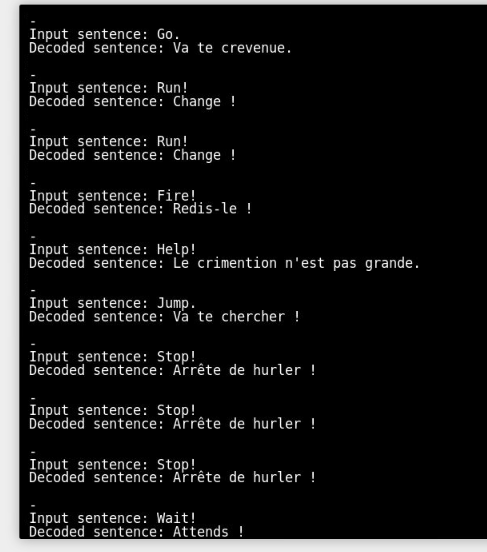 -
Input sentence: Go.
Decoded sentence: Va te crevenue.
-
Input sentence: Run!
Decoded sentence: Change !
-
Input sentence: Run!
Decoded sentence: Change !
-
Input sentence: Fire!
Decoded sentence: Redis-le !
-
Input sentence: Help!
Decoded sentence: Le crimention n'est pas grande.
-
Input sentence: Jump.
Decoded sentence: Va te chercher !
-
Input sentence: Stop!
Decoded sentence: Arrête de hurler !
-
Input sentence: Stop!
Decoded sentence: Arrête de hurler !
-
Input sentence: Stop!
Decoded sentence: Arrête de hurler !
-
Input sentence: Wait!
Decoded sentence: Attends !